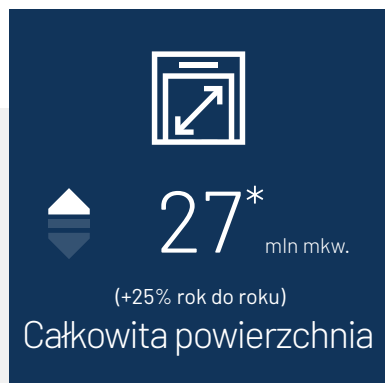 27* mln mkw.
(+25% rok do roku)
Całkowita powierzchnia